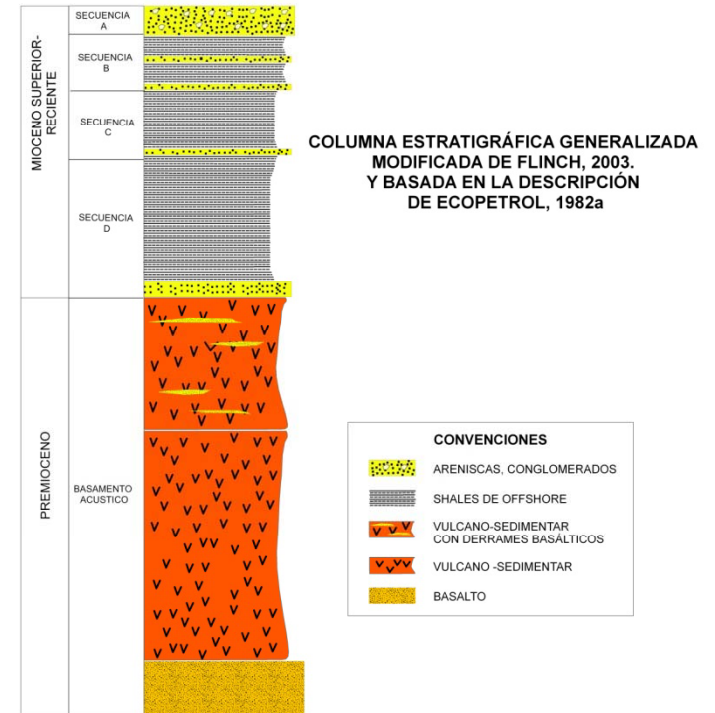 MIOCENO SUPERIOR-
RECIENTE
SECUENCIA
A
SECUENCIA
B
SECUENCIA
C
SECUENCIA
D
PREMIOCENO
BASAMENTO
ACUSTICO
COLUMNA ESTRATIGRÁFICA GENERALIZADA
MODIFICADA DE FLINCH, 2003.
Y BASADA EN LA DESCRIPCIÓN
DE ECOPETROL, 1982a
CONVENCIONES
ARENISCAS, CONGLOMERADOS
SHALES DE OFFSHORE
VULCANO-SEDIMENTAR
CON DERRAMES BASÁLTICOS
VULCANO -SEDIMENTAR
BASALTO